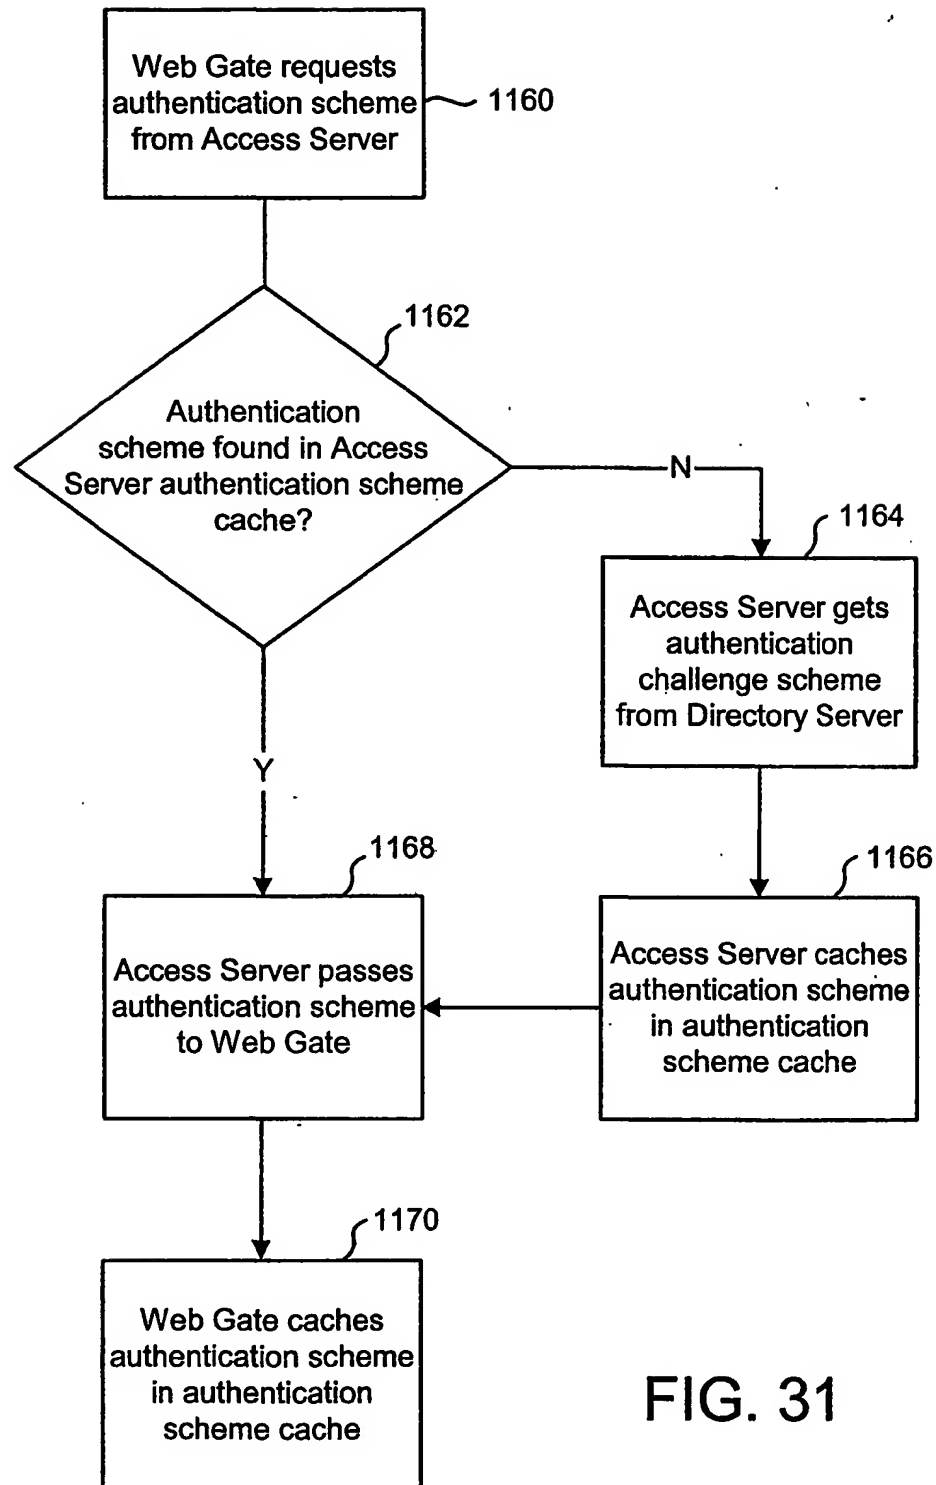 Web Gate requests
authentication scheme
from Access Server
1160
1162
Authentication
scheme found in Access
Server authentication scheme
cache?
N
1164
Access Server gets
authentication
challenge scheme
from Directory Server
Y
1168
1166
Access Server passes
authentication scheme
to Web Gate
Access Server caches
authentication scheme
in authentication
scheme cache
1170
Web Gate caches
authentication scheme
in authentication
scheme cache
FIG. 31